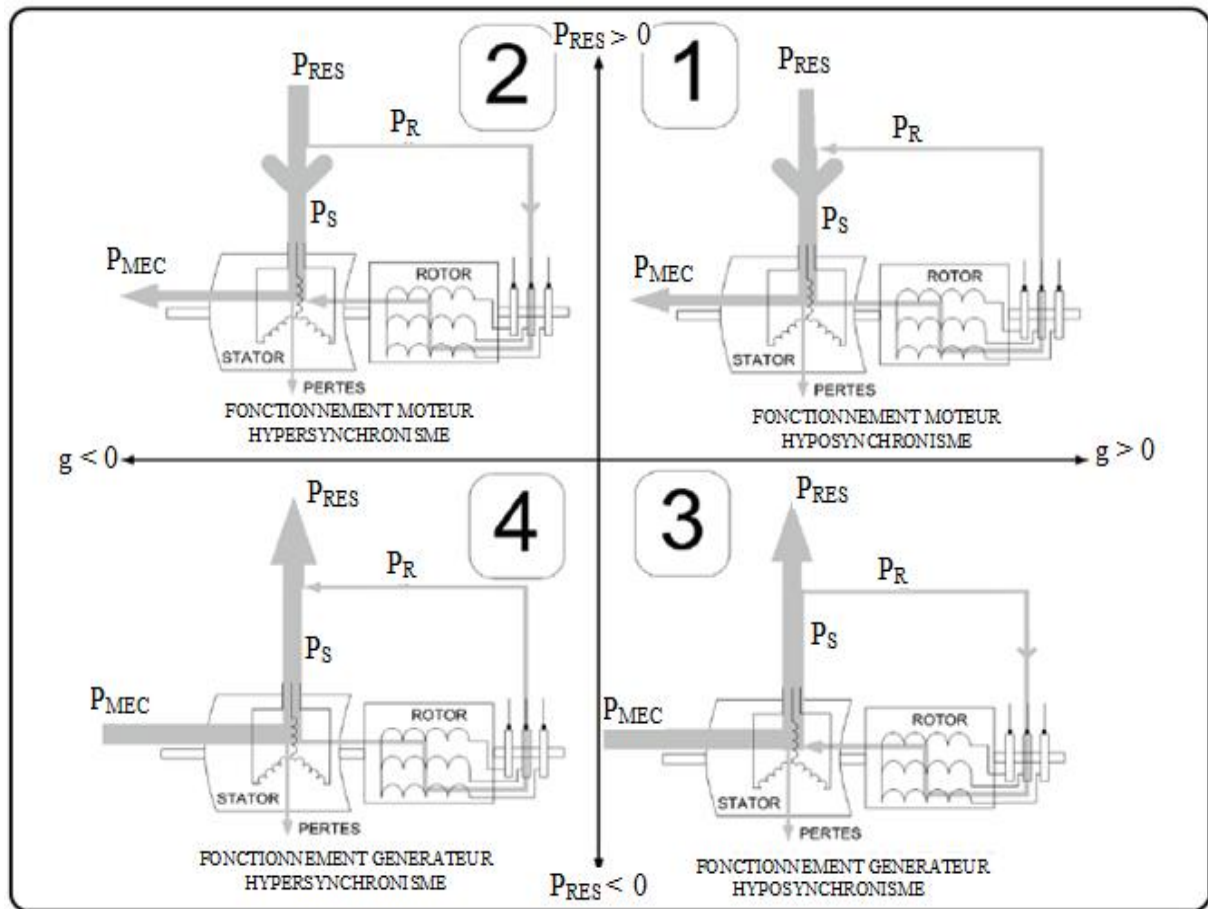 P_RES > 0
2
1
P_RES
P_R
P_S
P_MEC
ROTOR
STATOR
PERTES
FONCTIONNEMENT MOTEUR
HYPERSYNCHRONISME
P_RES
P_R
P_S
P_MEC
ROTOR
STATOR
PERTES
FONCTIONNEMENT MOTEUR
HYPOSYNCHRONISME
g < 0
g > 0
4
3
P_RES
P_R
P_S
P_MEC
ROTOR
STATOR
PERTES
FONCTIONNEMENT GENERATEUR
HYPERSYNCHRONISME
P_RES
P_R
P_S
P_MEC
ROTOR
STATOR
PERTES
FONCTIONNEMENT GENERATEUR
HYPOSYNCHRONISME
P_RES < 0